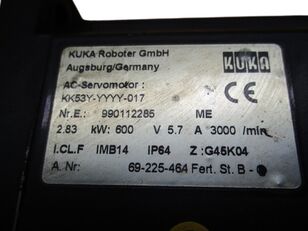 KUKA Roboter GmbH
Augsburg/Germany
KUKA
AC-Servomotor :
KK53Y-YYYY-017
CE
Nr.E.: 990112285 ME
2.83 kW: 600 V 5.7 A 3000 /min
I.CL.F IMB14 IP64 Z :G45K04
A. Nr: 69-225-464 Fert. St. B -